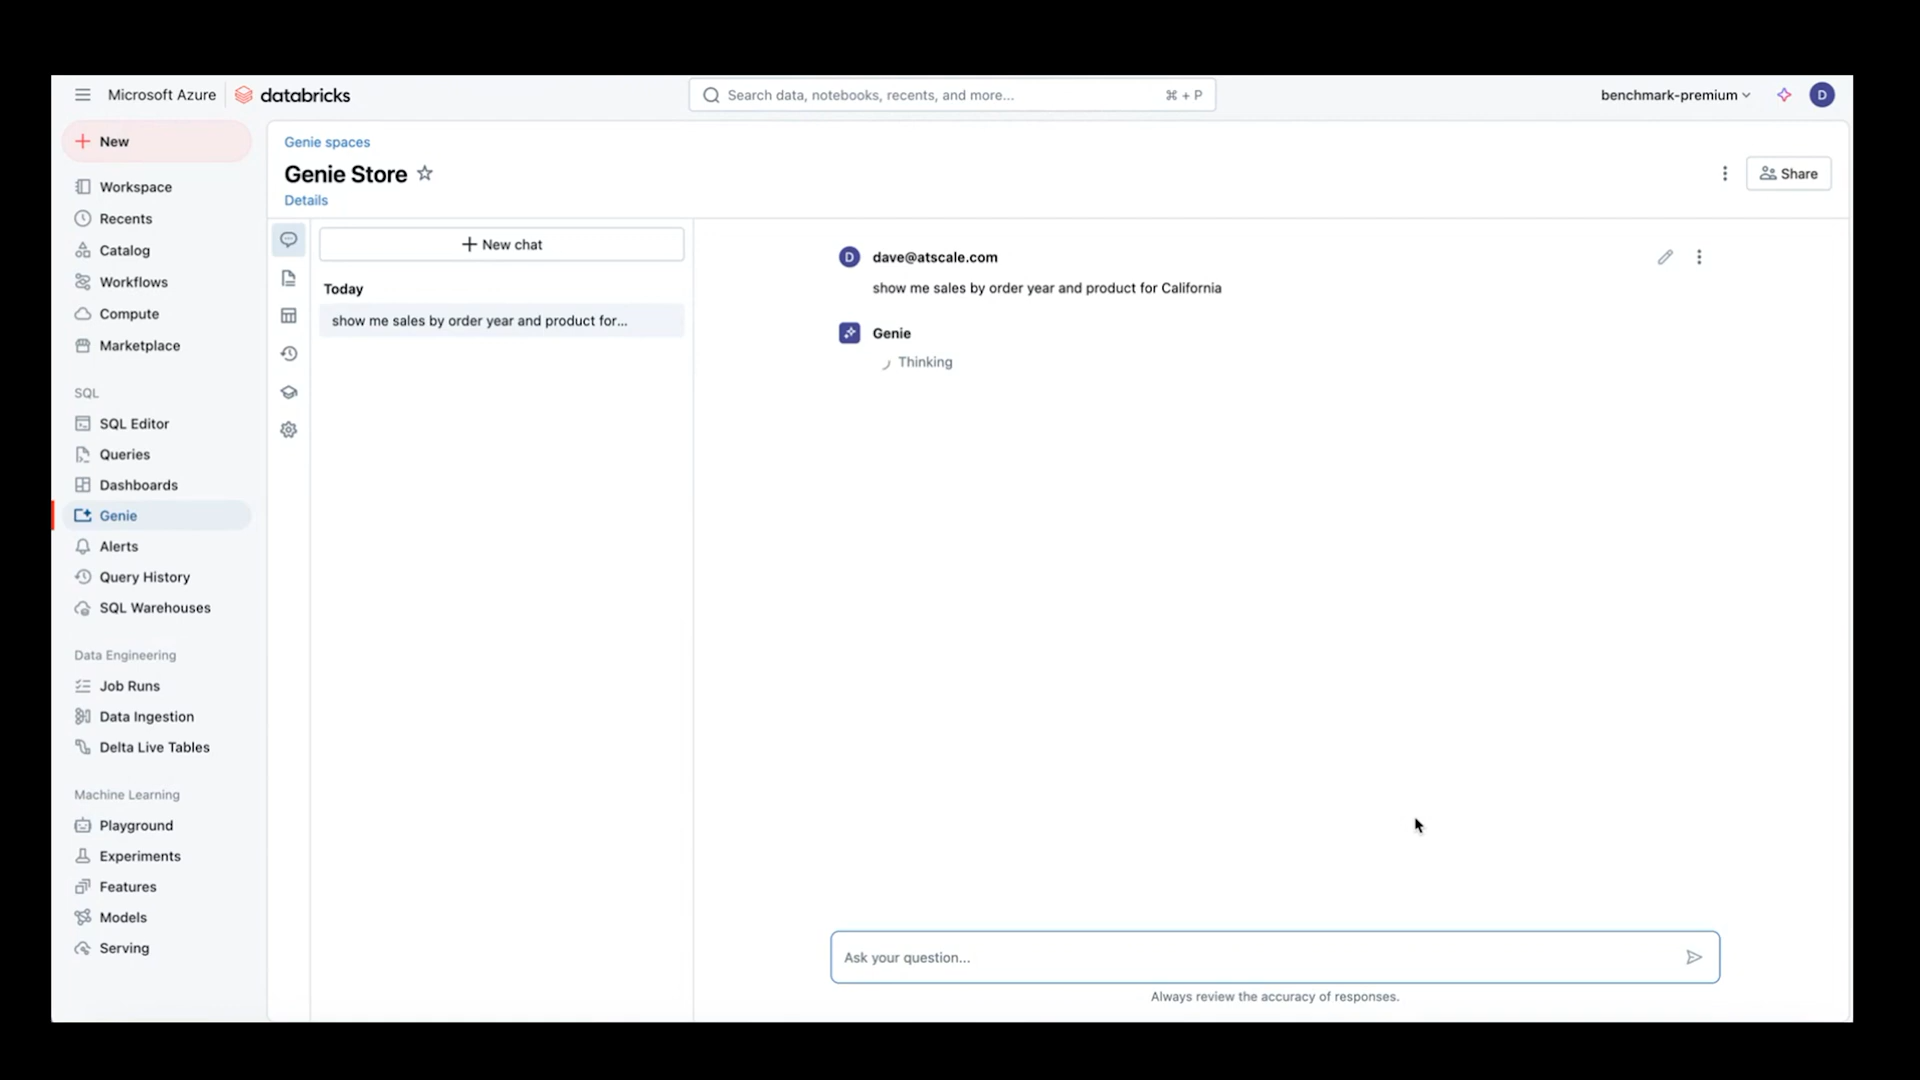 Microsoft Azure
databricks
Search data, notebooks, recents, and more...
⌘ + P
benchmark-premium
D
New
Workspace
Recents
Catalog
Workflows
Compute
Marketplace
SQL
SQL Editor
Queries
Dashboards
Genie
Alerts
Query History
SQL Warehouses
Data Engineering
Job Runs
Data Ingestion
Delta Live Tables
Machine Learning
Playground
Experiments
Features
Models
Serving
Genie spaces
Genie Store
Details
Share
New chat
Today
show me sales by order year and product for...
D
dave@atscale.com
show me sales by order year and product for California
Genie
Thinking
Ask your question...
Always review the accuracy of responses.